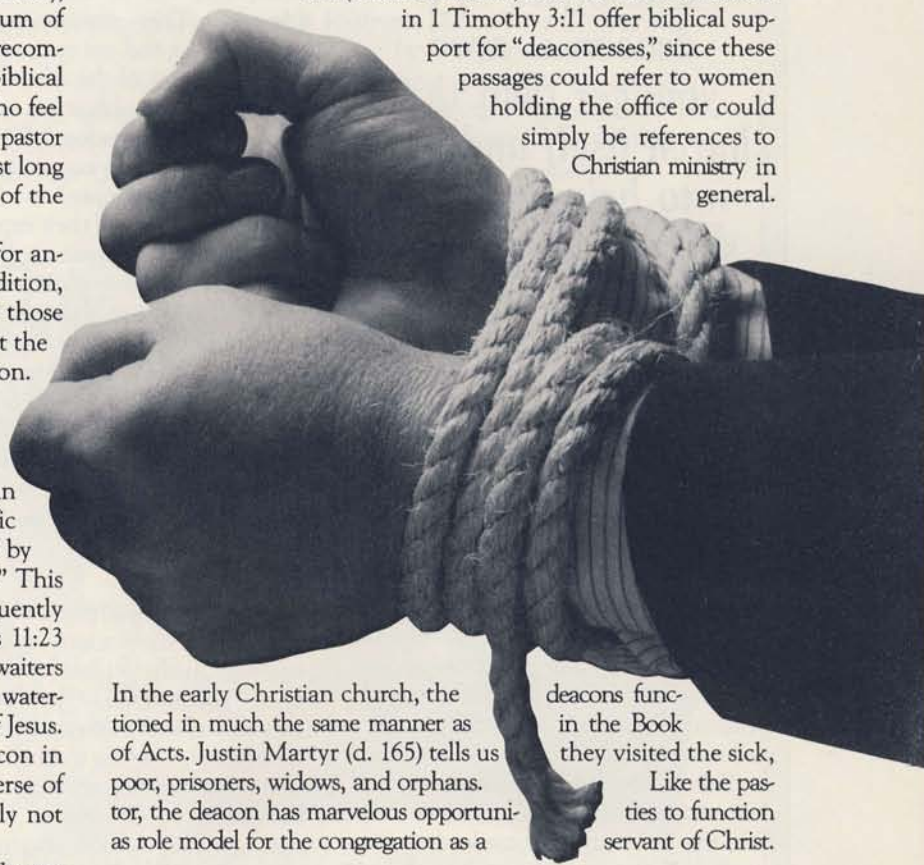 um of
recom-
iblical
no feel
pastor
st long
of the
for an-
dition,
those
t the
on.
n
ic
by
” This
uently
s 11:23
waiters
water-
f Jesus.
con in
erse of
ly not
in 1 Timothy 3:11 offer biblical sup-
port for “deaconesses,” since these
passages could refer to women
holding the office or could
simply be references to
Christian ministry in
general.
In the early Christian church, the deacons func-
tioned in much the same manner as in the Book
of Acts. Justin Martyr (d. 165) tells us they visited the sick,
poor, prisoners, widows, and orphans. Like the pas-
tor, the deacon has marvelous opportuni- ties to function
as role model for the congregation as a servant of Christ.